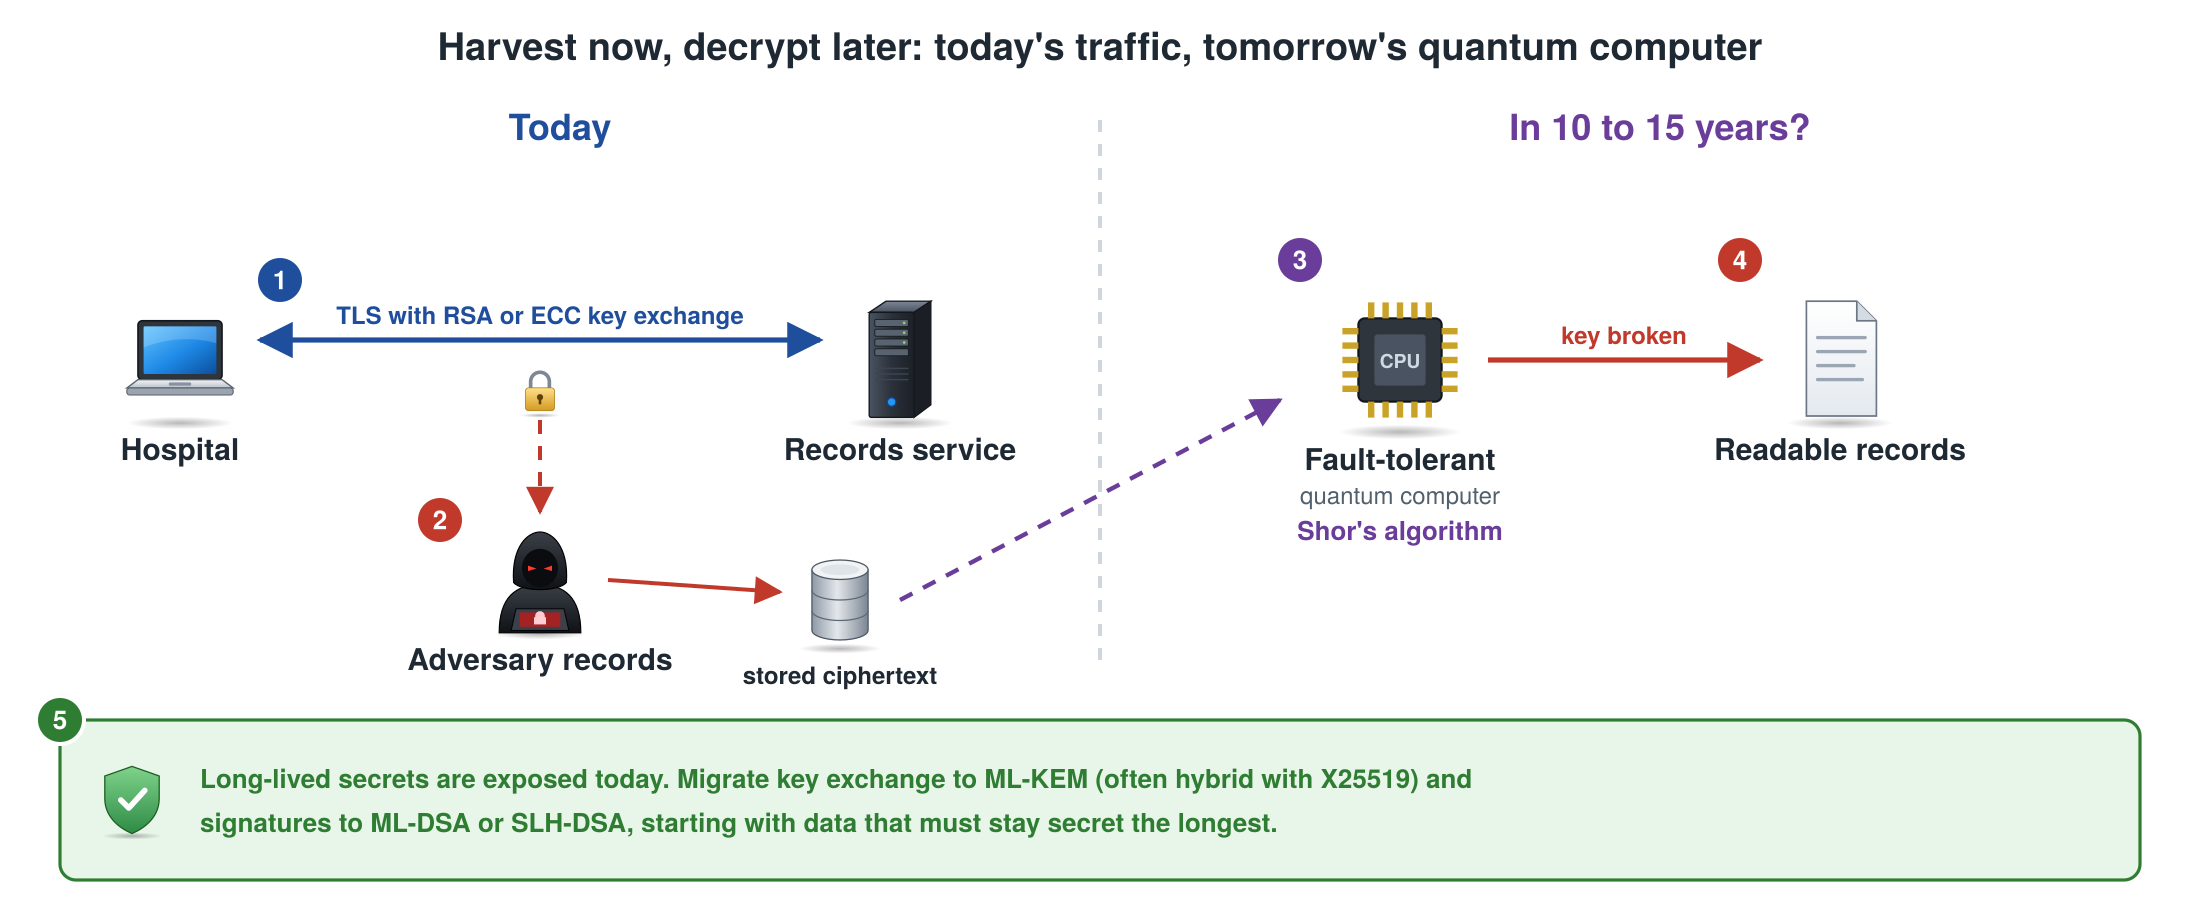 Harvest now, decrypt later: today's traffic, tomorrow's quantum computer
Today
In 10 to 15 years?
1
TLS with RSA or ECC key exchange
Hospital
Records service
2
Adversary records
stored ciphertext
3
CPU
Fault-tolerant
quantum computer
Shor's algorithm
key broken
4
Readable records
5
Long-lived secrets are exposed today. Migrate key exchange to ML-KEM (often hybrid with X25519) and
signatures to ML-DSA or SLH-DSA, starting with data that must stay secret the longest.